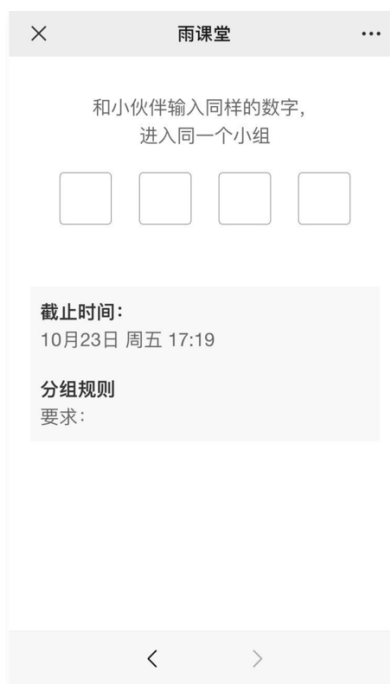 雨课堂
和小伙伴输入同样的数字,
进入同一个小组
截止时间:
10月23日 周五 17:19
分组规则
要求: